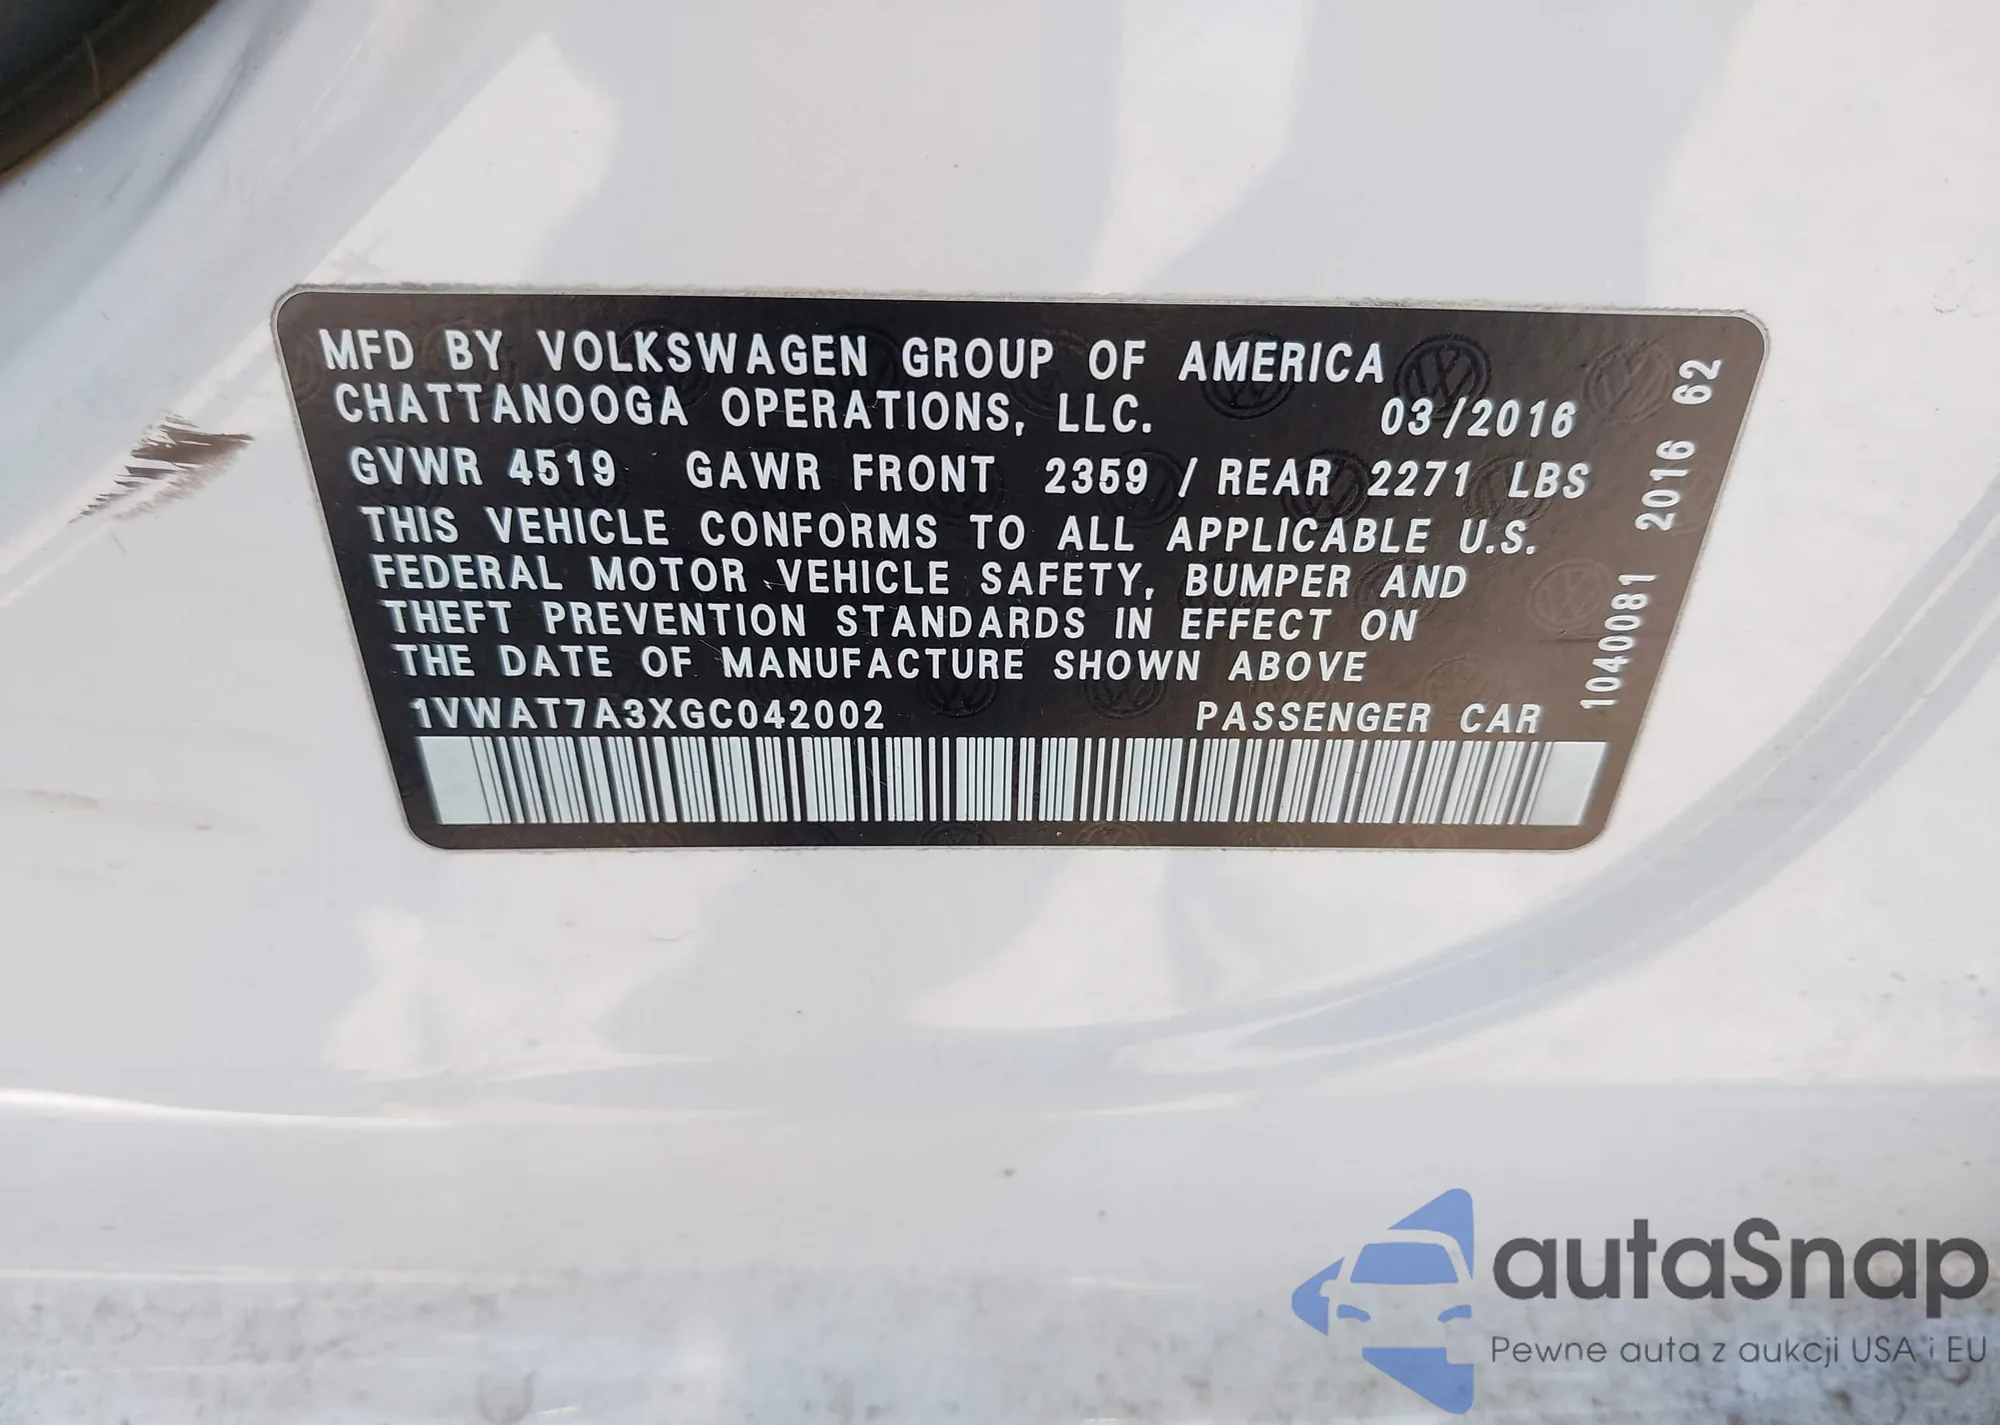 MFD BY VOLKSWAGEN GROUP OF AMERICA
CHATTANOOGA OPERATIONS, LLC. 03/2016
GVWR 4519 GAWR FRONT 2359 / REAR 2271 LBS
THIS VEHICLE CONFORMS TO ALL APPLICABLE U.S.
FEDERAL MOTOR VEHICLE SAFETY, BUMPER AND
THEFT PREVENTION STANDARDS IN EFFECT ON
THE DATE OF MANUFACTURE SHOWN ABOVE
1VWAT7A3XGC042002 PASSENGER CAR
1040081 2016 62
autaSnap
Pewne auta z aukcji USA i EU